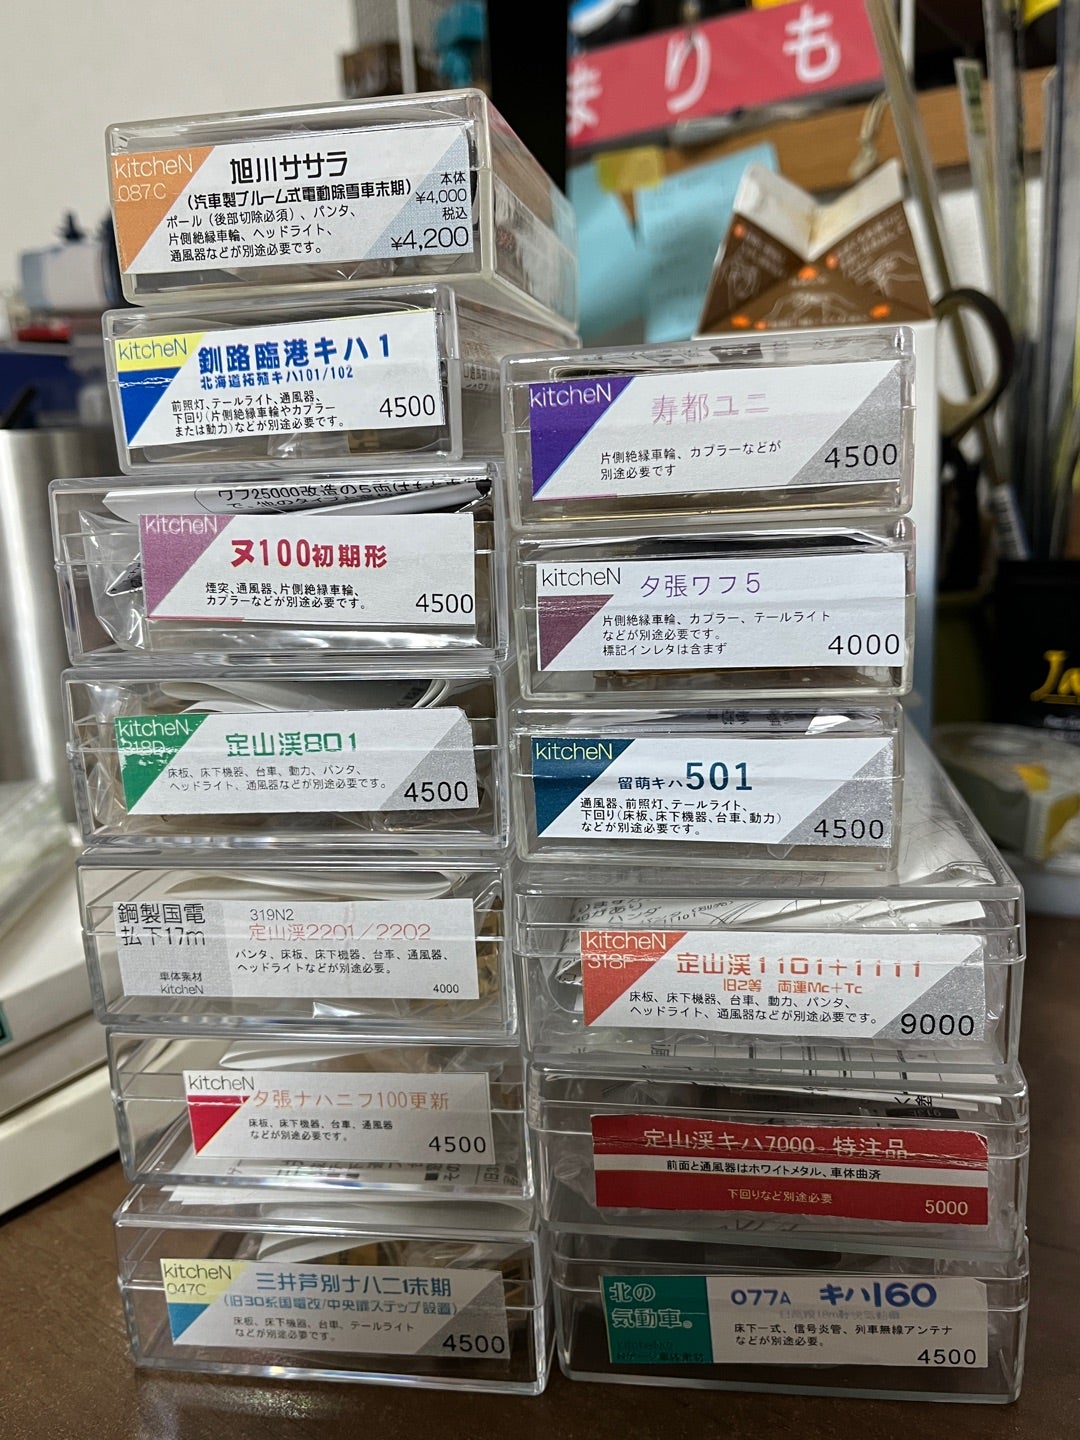 まりも
kitcheN
087C
旭川ササラ
(汽車製ブルーム式電動除雪車末期)
ポール(後部切除必須)、パンタ、
片側絶縁車輪、ヘッドライト、
通風器などが別途必要です。
本体
¥4,000
税込
¥4,200
kitcheN
釧路臨港キハ1
北海道拓殖キハ101/102
前照灯、テールライト、通風器、
下回り(片側絶縁車輪やカプラー
または動力)などが別途必要です。
4500
ワフ25000改造の5両は
kitcheN
ヌ100初期形
煙突、通風器、片側絶縁車輪、
カプラーなどが別途必要です。
4500
kitcheN
318D
定山渓801
床板、床下機器、台車、動力、パンタ、
ヘッドライト、通風器などが別途必要です。
4500
鋼製国電
払下17m
車体素材
kitcheN
319N2
定山渓2201/2202
パンタ、床板、床下機器、台車、通風器、
ヘッドライトなどが別途必要。
4000
kitcheN
夕張ナハニフ100更新
床板、床下機器、台車、通風器
などが別途必要です。
4500
kitcheN
047C
三井芦別ナハニ1末期
(旧30系国電改/中央扉ステップ設置)
床板、床下機器、台車、テールライト
などが別途必要です。
4500
kitcheN
寿都ユニ
片側絶縁車輪、カプラーなどが
別途必要です
4500
kitcheN
夕張ワフ5
片側絶縁車輪、カプラー、テールライト
などが別途必要です。
標記インレタは含まず
4000
kitcheN
留萌キハ501
通風器、前照灯、テールライト、
下回り(床板、床下機器、台車、動力)
などが別途必要です。
4500
kitcheN
318F
定山渓1101+1111
旧2等 両運Mc+Tc
床板、床下機器、台車、動力、パンタ、
ヘッドライト、通風器などが別途必要です。
9000
定山渓キハ7000 特注品
前面と通風器はホワイトメタル、車体曲済
下回りなど別途必要
5000
北の
気動車。
077A キハ160
床下一式、信号炎管、列車無線アンテナ
などが別途必要。
4500